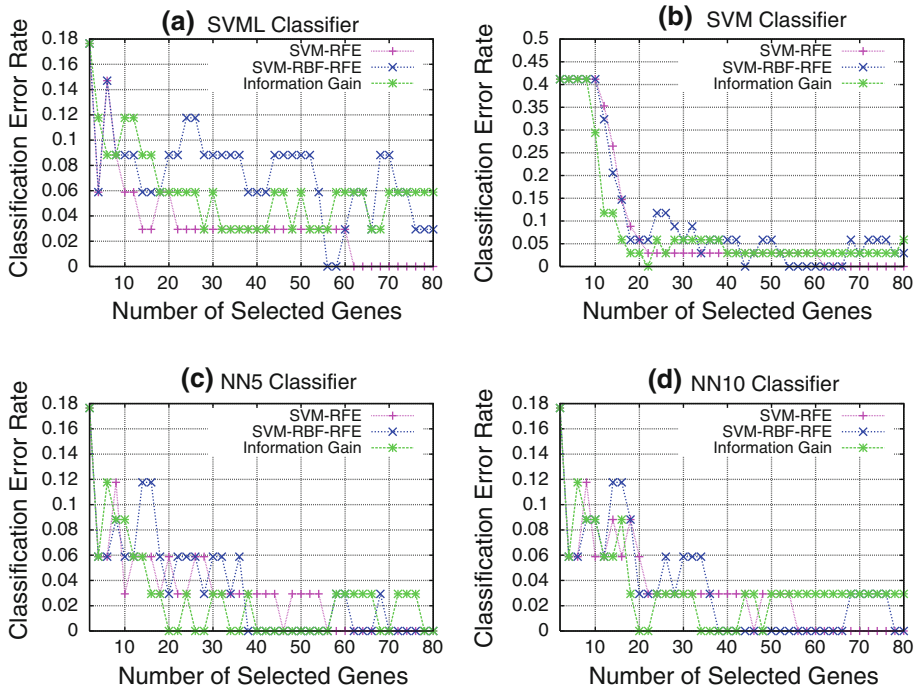 (a) SVML Classifier
Classification Error Rate
0.18
0.16
0.14
0.12
0.1
0.08
0.06
0.04
0.02
0
SVM-RFE
SVM-RBF-RFE
Information Gain
10 20 30 40 50 60 70 80
Number of Selected Genes
(b) SVM Classifier
Classification Error Rate
0.5
0.45
0.4
0.35
0.3
0.25
0.2
0.15
0.1
0.05
0
SVM-RFE
SVM-RBF-RFE
Information Gain
0 10 20 30 40 50 60 70 80
Number of Selected Genes
(c) NN5 Classifier
Classification Error Rate
0.18
0.16
0.14
0.12
0.1
0.08
0.06
0.04
0.02
0
SVM-RFE
SVM-RBF-RFE
Information Gain
10 20 30 40 50 60 70 80
Number of Selected Genes
(d) NN10 Classifier
Classification Error Rate
0.18
0.16
0.14
0.12
0.1
0.08
0.06
0.04
0.02
0
SVM-RFE
SVM-RBF-RFE
Information Gain
10 20 30 40 50 60 70 80
Number of Selected Genes